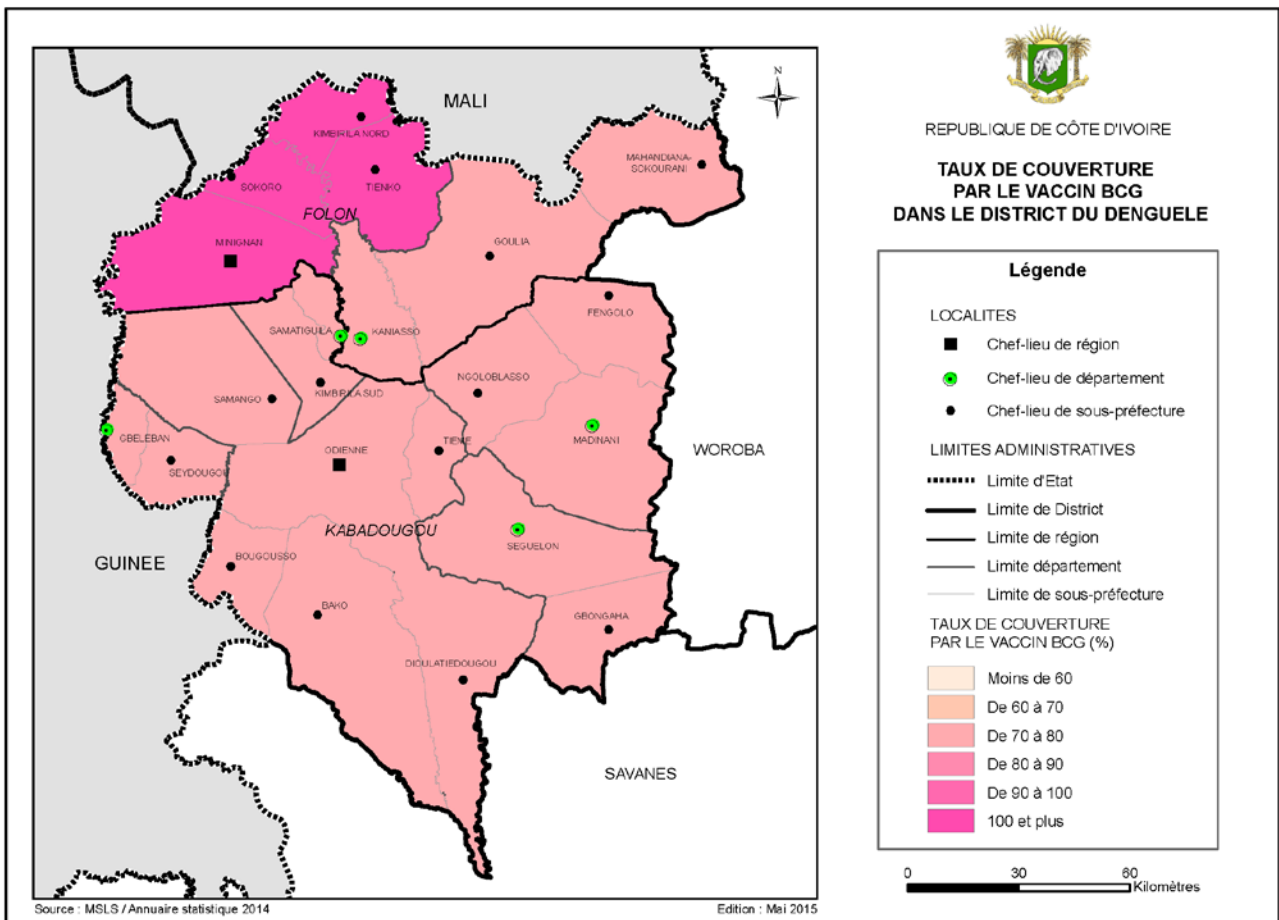 MALI
N
KIMBIRILA NORD
MAHANDIANA-
SOKOURANI
SOKORO
TIENKO
FOLON
MINIGNAN
GOULIA
FENGOLO
SAMATIGUILA
KANIASSO
NGOLOBLASSO
SAMANGO
KIMBIRILA SUD
GBELEBAN
MADINANI
ODIENNE
TIEME
WOROBA
SEYDOUGOU
KABADOUGOU
SEGUELON
GUINEE
BOUGOUSSO
BAKO
GBONGAHA
DIOULATIEDOUGOU
SAVANES
Source : MSLS / Annuaire statistique 2014
Edition : Mai 2015
REPUBLIQUE DE CÔTE D'IVOIRE
TAUX DE COUVERTURE
PAR LE VACCIN BCG
DANS LE DISTRICT DU DENGUELE
Légende
LOCALITES
Chef-lieu de région
Chef-lieu de département
Chef-lieu de sous-préfecture
LIMITES ADMINISTRATIVES
Limite d'Etat
Limite de District
Limite de région
Limite département
Limite de sous-préfecture
TAUX DE COUVERTURE
PAR LE VACCIN BCG (%)
Moins de 60
De 60 à 70
De 70 à 80
De 80 à 90
De 90 à 100
100 et plus
0 30 60
Kilomètres